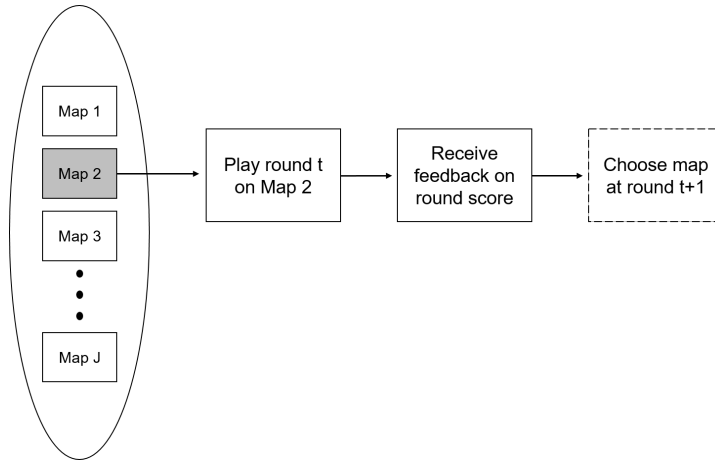 Map 1
Map 2
Map 3
Map J
Play round t
on Map 2
Receive
feedback on
round score
Choose map
at round t+1